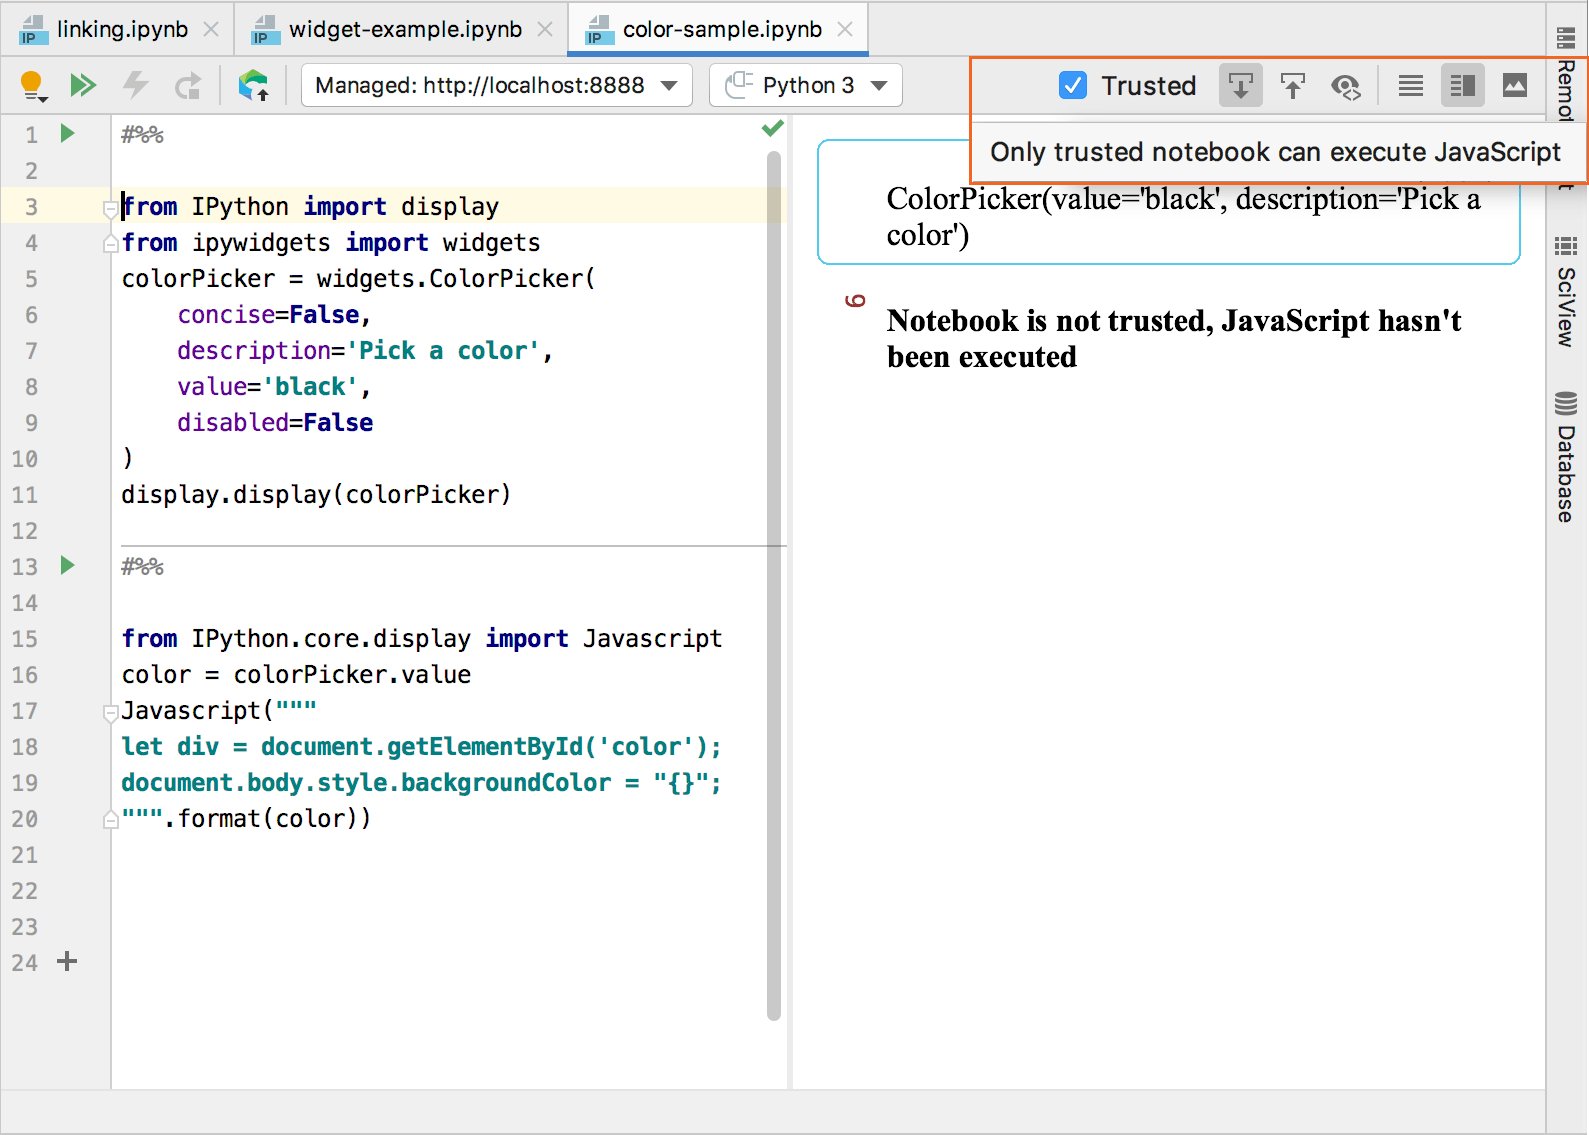 linking.ipynb
widget-example.ipynb
color-sample.ipynb
Managed: http://localhost:8888
Python 3
Trusted
Only trusted notebook can execute JavaScript
1 #%%
2
3 from IPython import display
4 from ipywidgets import widgets
5 colorPicker = widgets.ColorPicker(
6     concise=False,
7     description='Pick a color',
8     value='black',
9     disabled=False
10 )
11 display.display(colorPicker)
12
13 #%%
14
15 from IPython.core.display import Javascript
16 color = colorPicker.value
17 Javascript("""
18 let div = document.getElementById('color');
19 document.body.style.backgroundColor = "{}";
20 """.format(color))
21
22
23
24
ColorPicker(value='black', description='Pick a
color')
9
Notebook is not trusted, JavaScript hasn't
been executed
SciView
Database
IP
IP
IP